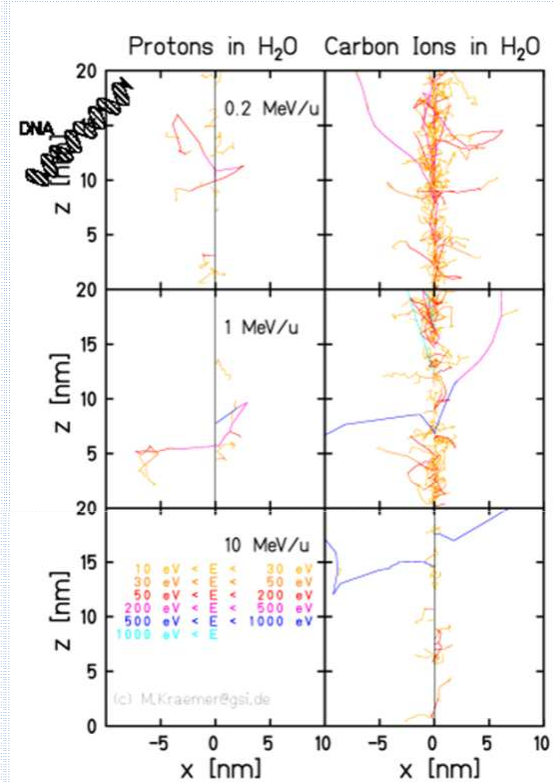 Protons in H₂O Carbon Ions in H₂O
20
0.2 MeV/u
DNA
10
5
20
1 MeV/u
15
z [nm]
10
5
20
10 MeV/u
15
10 eV < E < 30 eV
30 eV < E < 50 eV
50 eV < E < 200 eV
200 eV < E < 500 eV
500 eV < E < 1000 eV
1000 eV < E
z [nm]
10
5
(c) M.Kraemer@gsi.de
0
-5 0 5 10 -5 0 5 10
x [nm] x [nm]